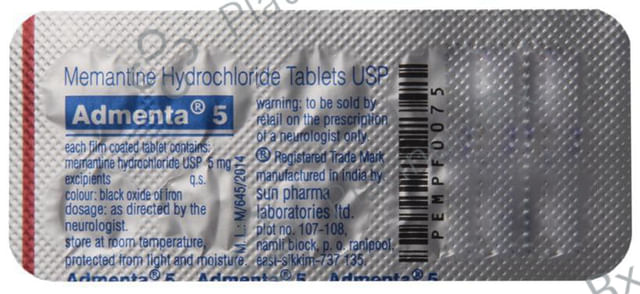 Memantine Hydrochloride Tablets USP
Admenta® 5
each film coated tablet contains:
memantine hydrochloride USP 5 mg
excipients q.s.
colour: black oxide of iron
dosage: as directed by the
neurologist.
store at room temperature,
protected from light and moisture.
M. L.: M/645/2014
warning: to be sold by
retail on the prescription
of a neurologist only.
® Registered Trade Mark
manufactured in india by.
sun pharma
laboratories ltd.
plot no. 107-108,
namli block, p. o. ranipool,
east-sikkim-737 135.
PEMPF0075
Admenta® 5 Admenta® 5 Admenta® 5
Rx